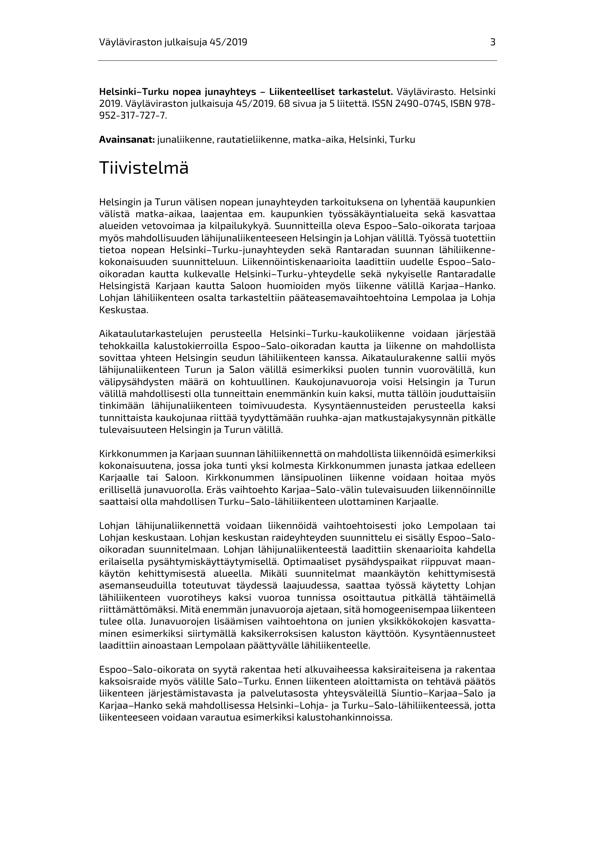 Väyläviraston julkaisuja 45/2019 3
Helsinki–Turku nopea junayhteys – Liikenteelliset tarkastelut. Väylävirasto. Helsinki
2019. Väyläviraston julkaisuja 45/2019. 68 sivua ja 5 liitettä. ISSN 2490-0745, ISBN 978-
952-317-727-7.
Avainsanat: junaliikenne, rautatieliikenne, matka-aika, Helsinki, Turku
Tiivistelmä
Helsingin ja Turun välisen nopean junayhteyden tarkoituksena on lyhentää kaupunkien
välistä matka-aikaa, laajentaa em. kaupunkien työssäkäyntialueita sekä kasvattaa
alueiden vetovoimaa ja kilpailukykyä. Suunnitteilla oleva Espoo–Salo-oikorata tarjoaa
myös mahdollisuuden lähijunaliikenteeseen Helsingin ja Lohjan välillä. Työssä tuotettiin
tietoa nopean Helsinki–Turku-junayhteyden sekä Rantaradan suunnan lähiliikenne-
kokonaisuuden suunnitteluun. Liikennöintiskenaarioita laadittiin uudelle Espoo–Salo-
oikoradan kautta kulkevalle Helsinki–Turku-yhteydelle sekä nykyiselle Rantaradalle
Helsingistä Karjaan kautta Saloon huomioiden myös liikenne välillä Karjaa–Hanko.
Lohjan lähiliikenteen osalta tarkasteltiin pääteasemavaihtoehtoina Lempolaa ja Lohja
Keskustaa.
Aikataulutarkastelujen perusteella Helsinki–Turku-kaukoliikenne voidaan järjestää
tehokkailla kalustokierroilla Espoo–Salo-oikoradan kautta ja liikenne on mahdollista
sovittaa yhteen Helsingin seudun lähiliikenteen kanssa. Aikataulurakenne sallii myös
lähijunaliikenteen Turun ja Salon välillä esimerkiksi puolen tunnin vuorovälillä, kun
välipysähdysten määrä on kohtuullinen. Kaukojunavuoroja voisi Helsingin ja Turun
välillä mahdollisesti olla tunneittain enemmänkin kuin kaksi, mutta tällöin jouduttaisiin
tinkimään lähijunaliikenteen toimivuudesta. Kysyntäennusteiden perusteella kaksi
tunnittaista kaukojunaa riittää tyydyttämään ruuhka-ajan matkustajakysynnän pitkälle
tulevaisuuteen Helsingin ja Turun välillä.
Kirkkonummen ja Karjaan suunnan lähiliikennettä on mahdollista liikennöidä esimerkiksi
kokonaisuutena, jossa joka tunti yksi kolmesta Kirkkonummen junasta jatkaa edelleen
Karjaalle tai Saloon. Kirkkonummen länsipuolinen liikenne voidaan hoitaa myös
erillisellä junavuorolla. Eräs vaihtoehto Karjaa–Salo-välin tulevaisuuden liikennöinnille
saattaisi olla mahdollisen Turku–Salo-lähiliikenteen ulottaminen Karjaalle.
Lohjan lähijunaliikennettä voidaan liikennöidä vaihtoehtoisesti joko Lempolaan tai
Lohjan keskustaan. Lohjan keskustan raideyhteyden suunnittelu ei sisälly Espoo–Salo-
oikoradan suunnitelmaan. Lohjan lähijunaliikenteestä laadittiin skenaarioita kahdella
erilaisella pysähtymiskäyttäytymisellä. Optimaaliset pysähdyspaikat riippuvat maan-
käytön kehittymisestä alueella. Mikäli suunnitelmat maankäytön kehittymisestä
asemanseuduilla toteutuvat täydessä laajuudessa, saattaa työssä käytetty Lohjan
lähiliikenteen vuorotiheys kaksi vuoroa tunnissa osoittautua pitkällä tähtäimellä
riittämättömäksi. Mitä enemmän junavuoroja ajetaan, sitä homogeenisempaa liikenteen
tulee olla. Junavuorojen lisäämisen vaihtoehtona on junien yksikkökokojen kasvatta-
minen esimerkiksi siirtymällä kaksikerroksisen kaluston käyttöön. Kysyntäennusteet
laadittiin ainoastaan Lempolaan päättyvälle lähiliikenteelle.
Espoo–Salo-oikorata on syytä rakentaa heti alkuvaiheessa kaksiraiteisena ja rakentaa
kaksoisraide myös välille Salo–Turku. Ennen liikenteen aloittamista on tehtävä päätös
liikenteen järjestämistavasta ja palvelutasosta yhteysväleillä Siuntio–Karjaa–Salo ja
Karjaa–Hanko sekä mahdollisessa Helsinki–Lohja- ja Turku–Salo-lähiliikenteessä, jotta
liikenteeseen voidaan varautua esimerkiksi kalustohankinnoissa.